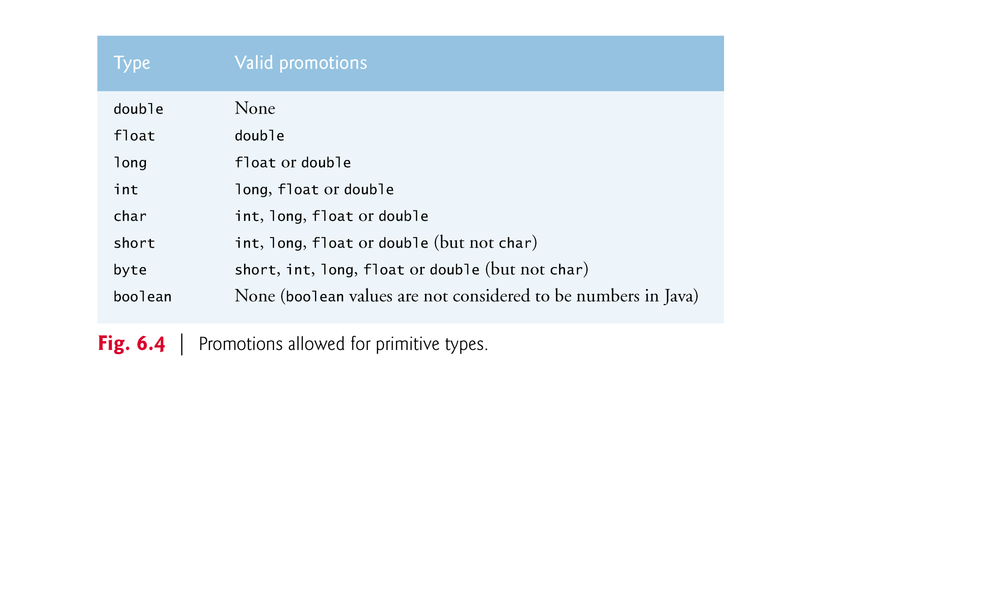 Type Valid promotions
double None
float double
long float or double
int long, float or double
char int, long, float or double
short int, long, float or double (but not char)
byte short, int, long, float or double (but not char)
boolean None (boolean values are not considered to be numbers in Java)
Fig. 6.4 | Promotions allowed for primitive types.